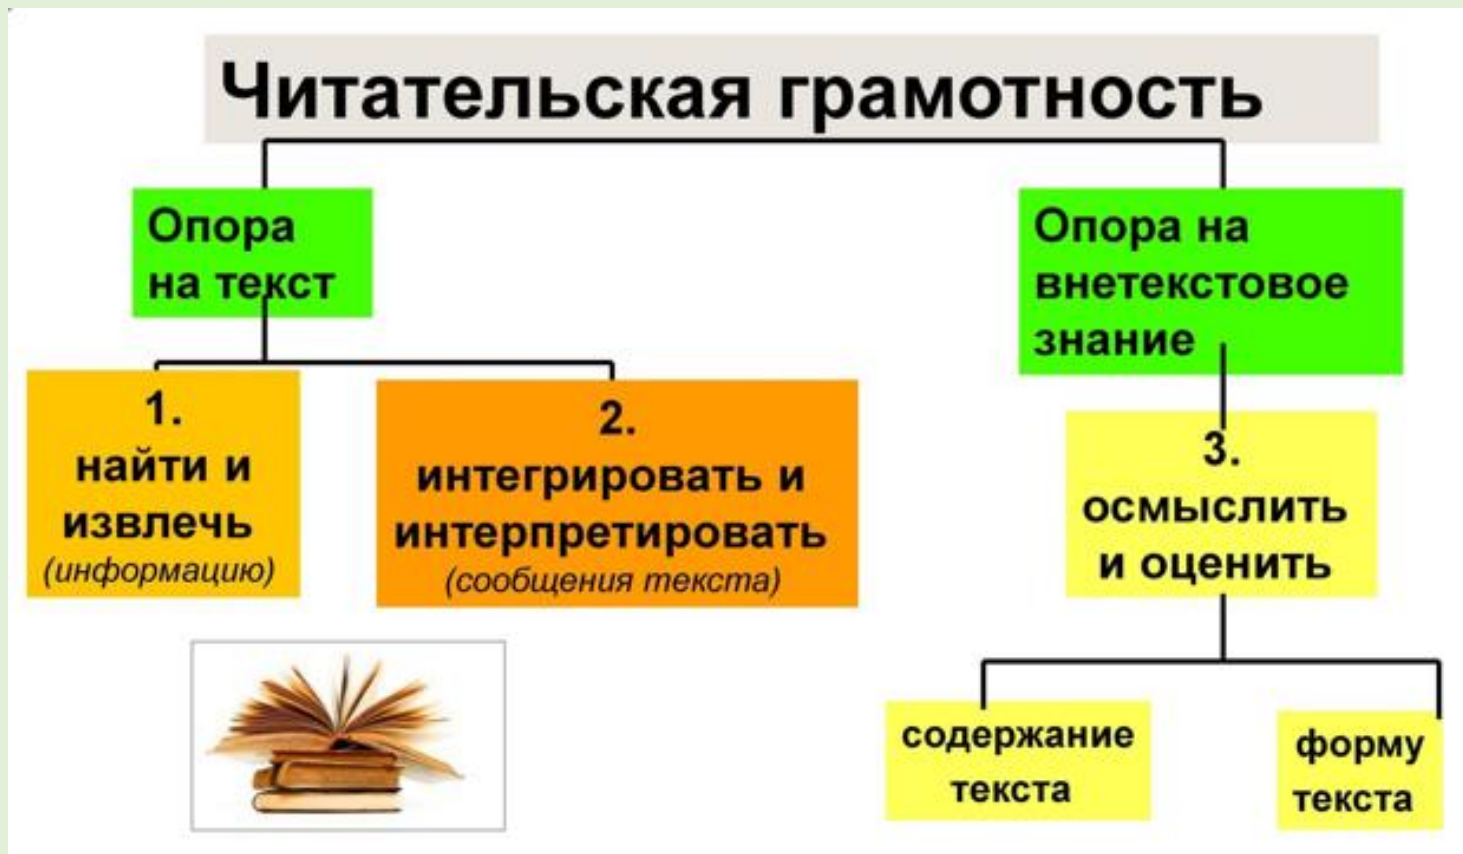 Читательская грамотность
Опора
на текст
Опора на
внетекстовое
знание
1.
найти и
извлечь
(информацию)
2.
интегрировать и
интерпретировать
(сообщения текста)
3.
осмыслить
и оценить
содержание
текста
форму
текста